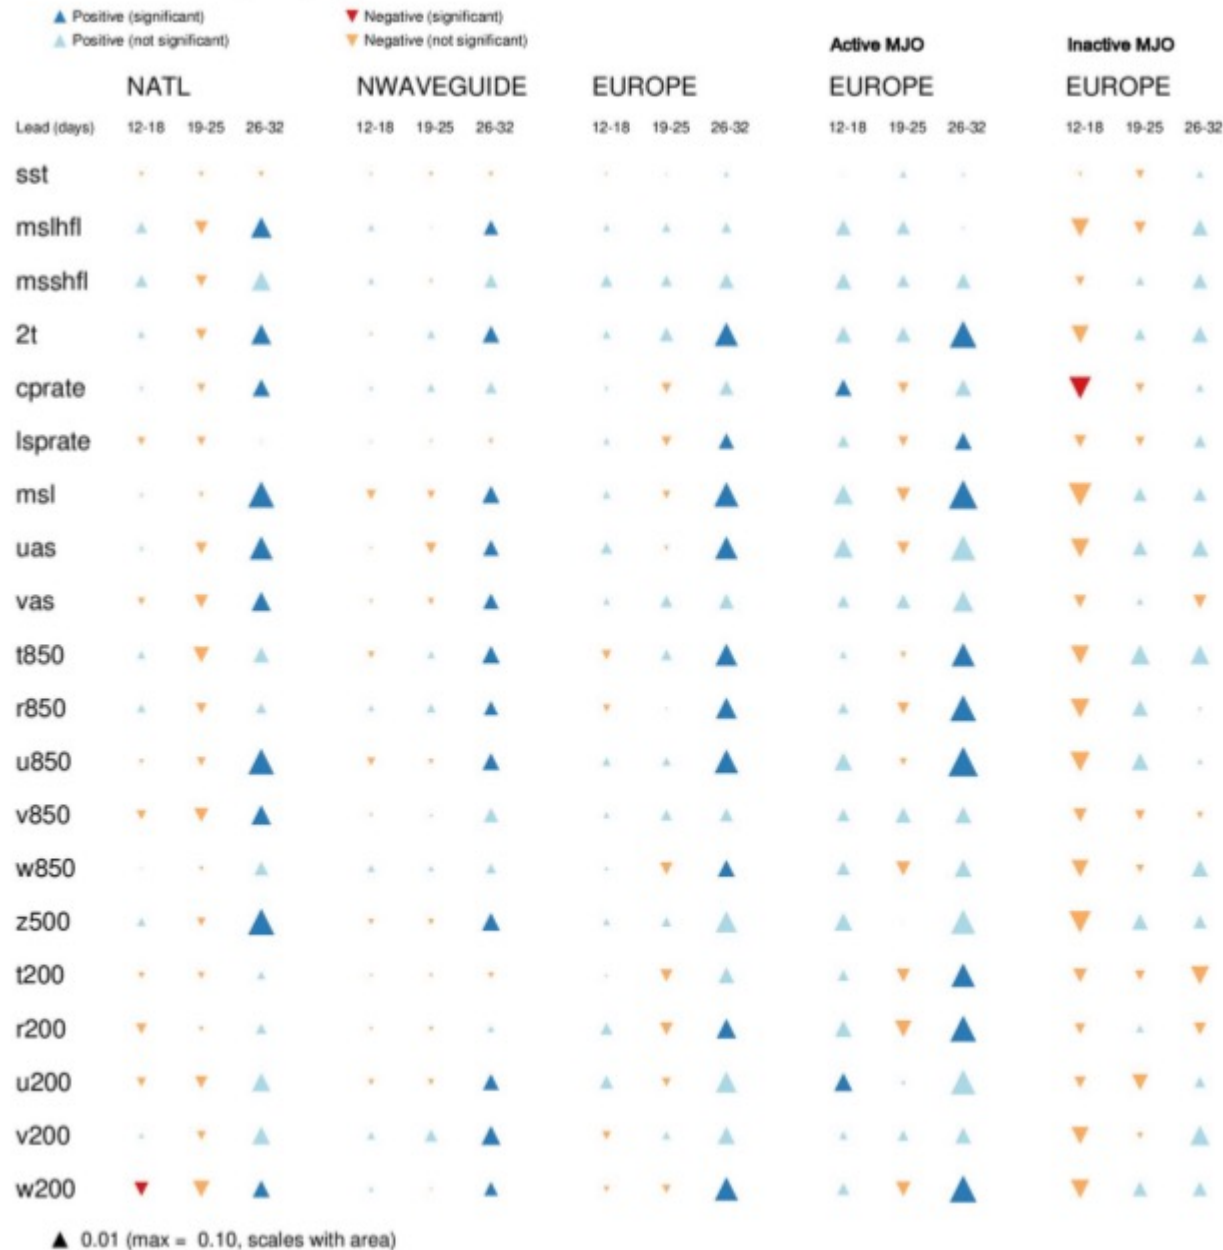 Positive (significant) Negative (significant)
Positive (not significant) Negative (not significant)
Active MJO Inactive MJO
NATL NWAVEGUIDE EUROPE EUROPE EUROPE
Lead (days) 12-18 19-25 26-32 12-18 19-25 26-32 12-18 19-25 26-32 12-18 19-25 26-32 12-18 19-25 26-32
sst
mslhfl
msshfl
2t
cprate
lsprate
msl
uas
vas
t850
r850
u850
v850
w850
z500
t200
r200
u200
v200
w200
0.01 (max = 0.10, scales with area)